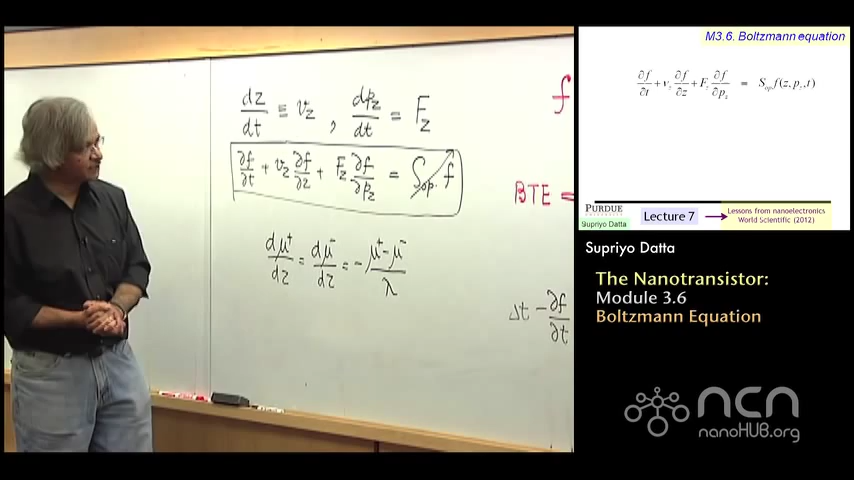 dz/dt = v_z , dp_z/dt = F_z
∂f/∂t + v_z ∂f/∂z + F_z ∂f/∂p_z = S_op. f
dμ⁺/dz = dμ⁻/dz = - (μ⁺ - μ⁻)/λ
f
BTE =
Δt - ∂f/∂t
M3.6. Boltzmann equation
∂f/∂t + v_z ∂f/∂z + F_z ∂f/∂p_z = S_op f(z, p_z, t)
PURDUE
UNIVERSITY
Supriyo Datta
Lecture 7
Lessons from nanoelectronics
World Scientific (2012)
Supriyo Datta
The Nanotransistor:
Module 3.6
Boltzmann Equation
ncn
nanoHUB.org